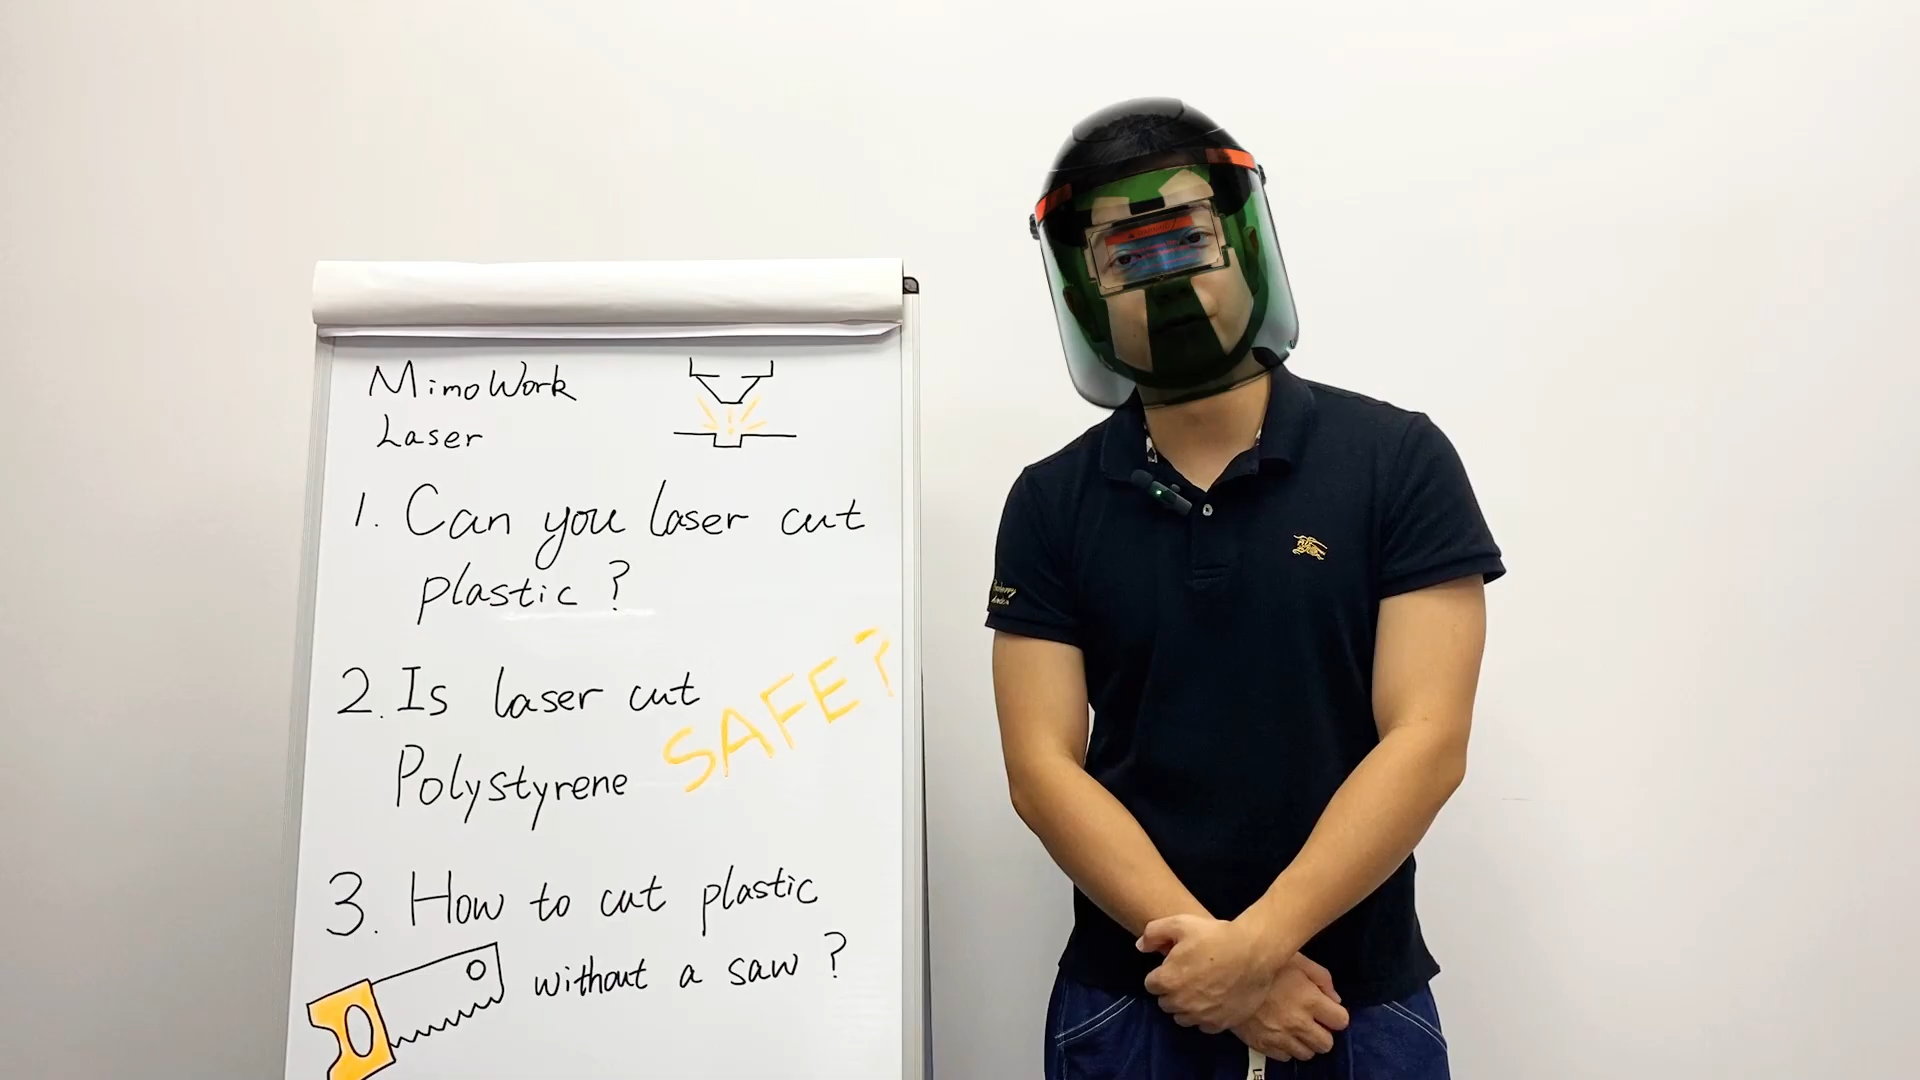 MimoWork
Laser
1. Can you laser cut
plastic?
2. Is laser cut
Polystyrene
SAFE?
3. How to cut plastic
without a saw?